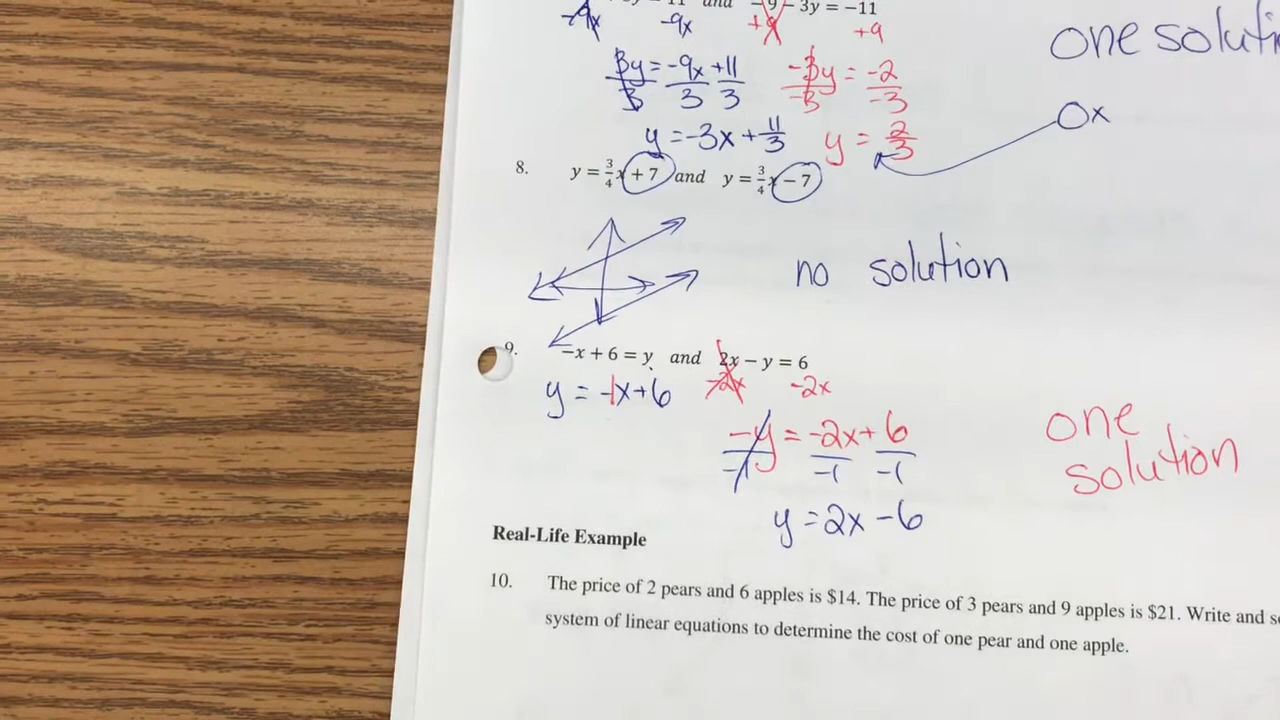 and -9 - 3y = -11
-9x -9x +9 +9
one
3y = -9x + 11 -3y = -2
3 3 3 -3 -3
0x
y = -3x + 11/3 y = 2/3
8. y = 3/4 x + 7 and y = 3/4 x - 7
no solution
9. -x + 6 = y and 2x - y = 6
y = -1x + 6 -2x -2x
one
solution
-y = -2x + 6
-1 -1 -1
y = 2x - 6
Real-Life Example
10. The price of 2 pears and 6 apples is $14. The price of 3 pears and 9 apples is $21. Write and
system of linear equations to determine the cost of one pear and one apple.